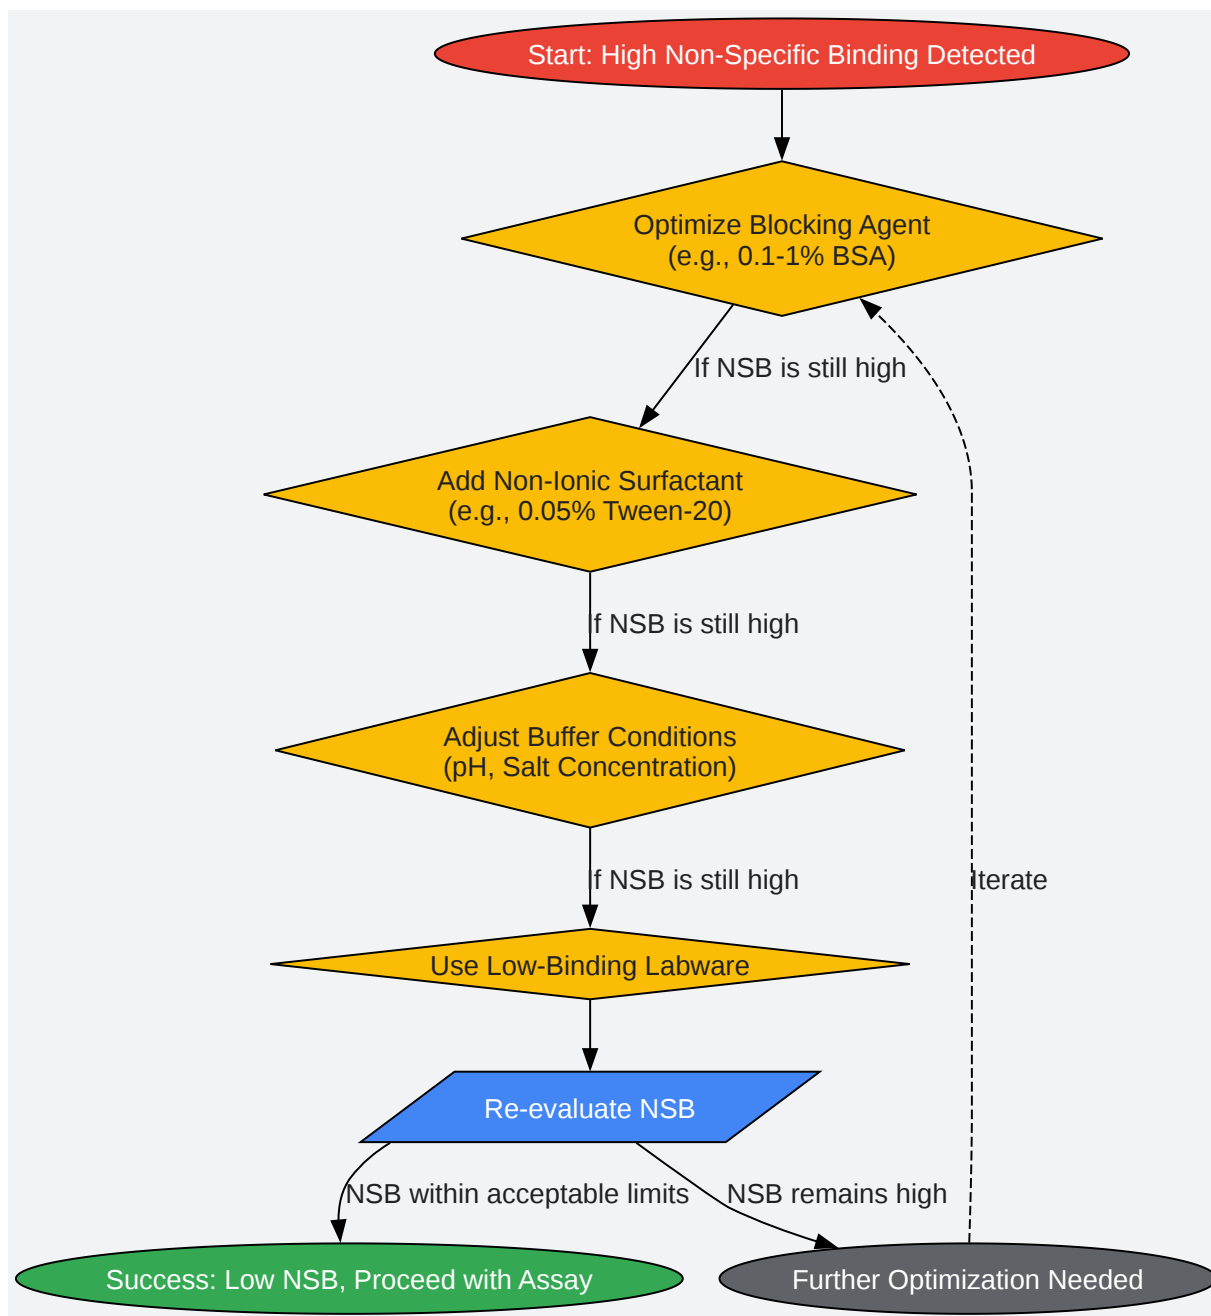 Start: High Non-Specific Binding Detected
Optimize Blocking Agent
(e.g., 0.1-1% BSA)
If NSB is still high
Add Non-Ionic Surfactant
(e.g., 0.05% Tween-20)
If NSB is still high
Adjust Buffer Conditions
(pH, Salt Concentration)
If NSB is still high
Iterate
Use Low-Binding Labware
Re-evaluate NSB
NSB within acceptable limits
NSB remains high
Success: Low NSB, Proceed with Assay
Further Optimization Needed